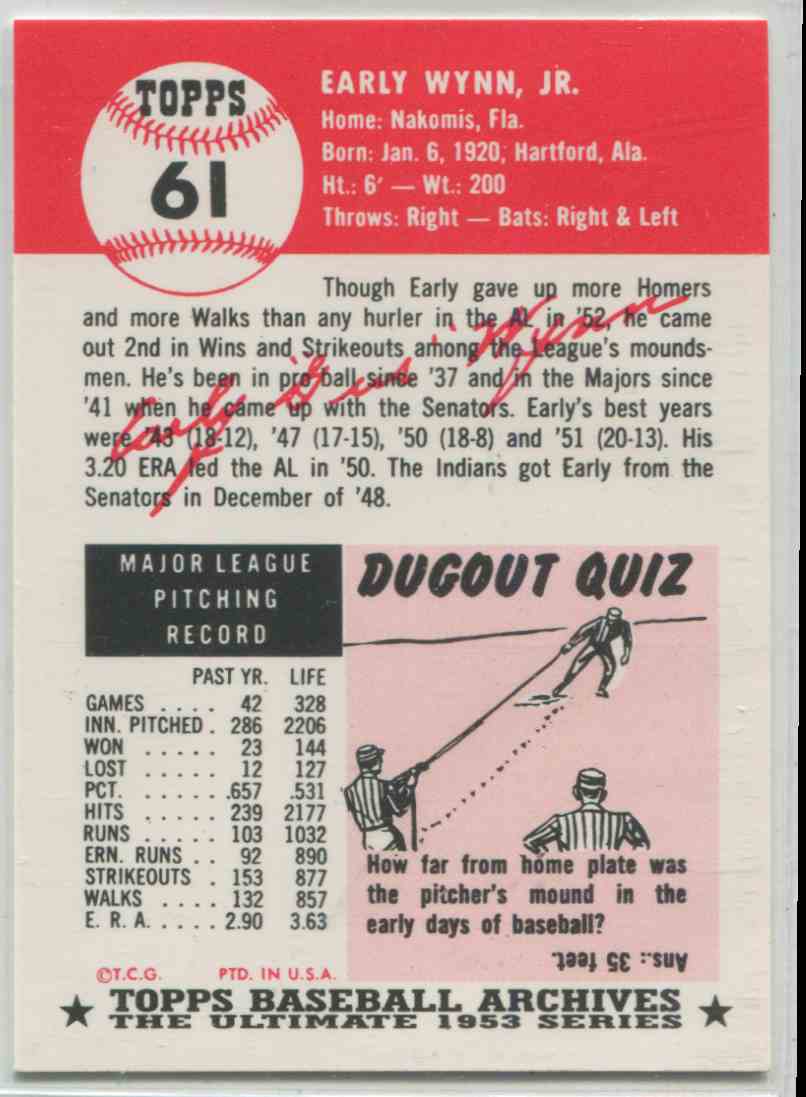 TOPPS
61
EARLY WYNN, JR.
Home: Nakomis, Fla.
Born: Jan. 6, 1920, Hartford, Ala.
Ht.: 6′ — Wt.: 200
Throws: Right — Bats: Right & Left
Though Early gave up more Homers
and more Walks than any hurler in the AL in '52, he came
out 2nd in Wins and Strikeouts among the League's mounds-
men. He's been in pro ball since '37 and in the Majors since
'41 when he came up with the Senators. Early's best years
were '43 (18-12), '47 (17-15), '50 (18-8) and '51 (20-13). His
3.20 ERA led the AL in '50. The Indians got Early from the
Senators in December of '48.
Early "Gus" Wynn
MAJOR LEAGUE
PITCHING
RECORD
PAST YR. LIFE
GAMES .... 42 328
INN. PITCHED . 286 2206
WON ..... 23 144
LOST ..... 12 127
PCT. ...... .657 .531
HITS ..... 239 2177
RUNS ..... 103 1032
ERN. RUNS .. 92 890
STRIKEOUTS . 153 877
WALKS .... 132 857
E. R. A. ..... 2.90 3.63
©T.C.G. PTD. IN U.S.A.
DUGOUT QUIZ
How far from home plate was
the pitcher's mound in the
early days of baseball?
Ans.: 35 feet.
★ TOPPS BASEBALL ARCHIVES ★
THE ULTIMATE 1953 SERIES